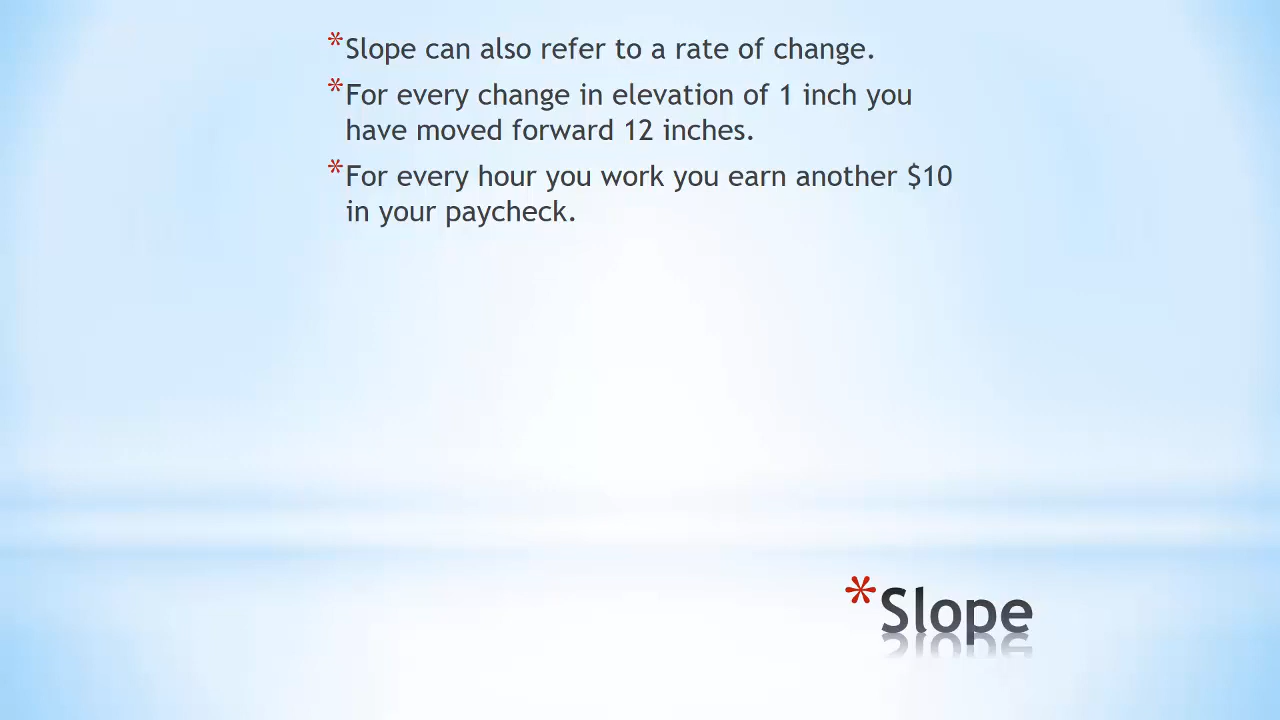 *Slope can also refer to a rate of change.
*For every change in elevation of 1 inch you
have moved forward 12 inches.
*For every hour you work you earn another $10
in your paycheck.
*Slope